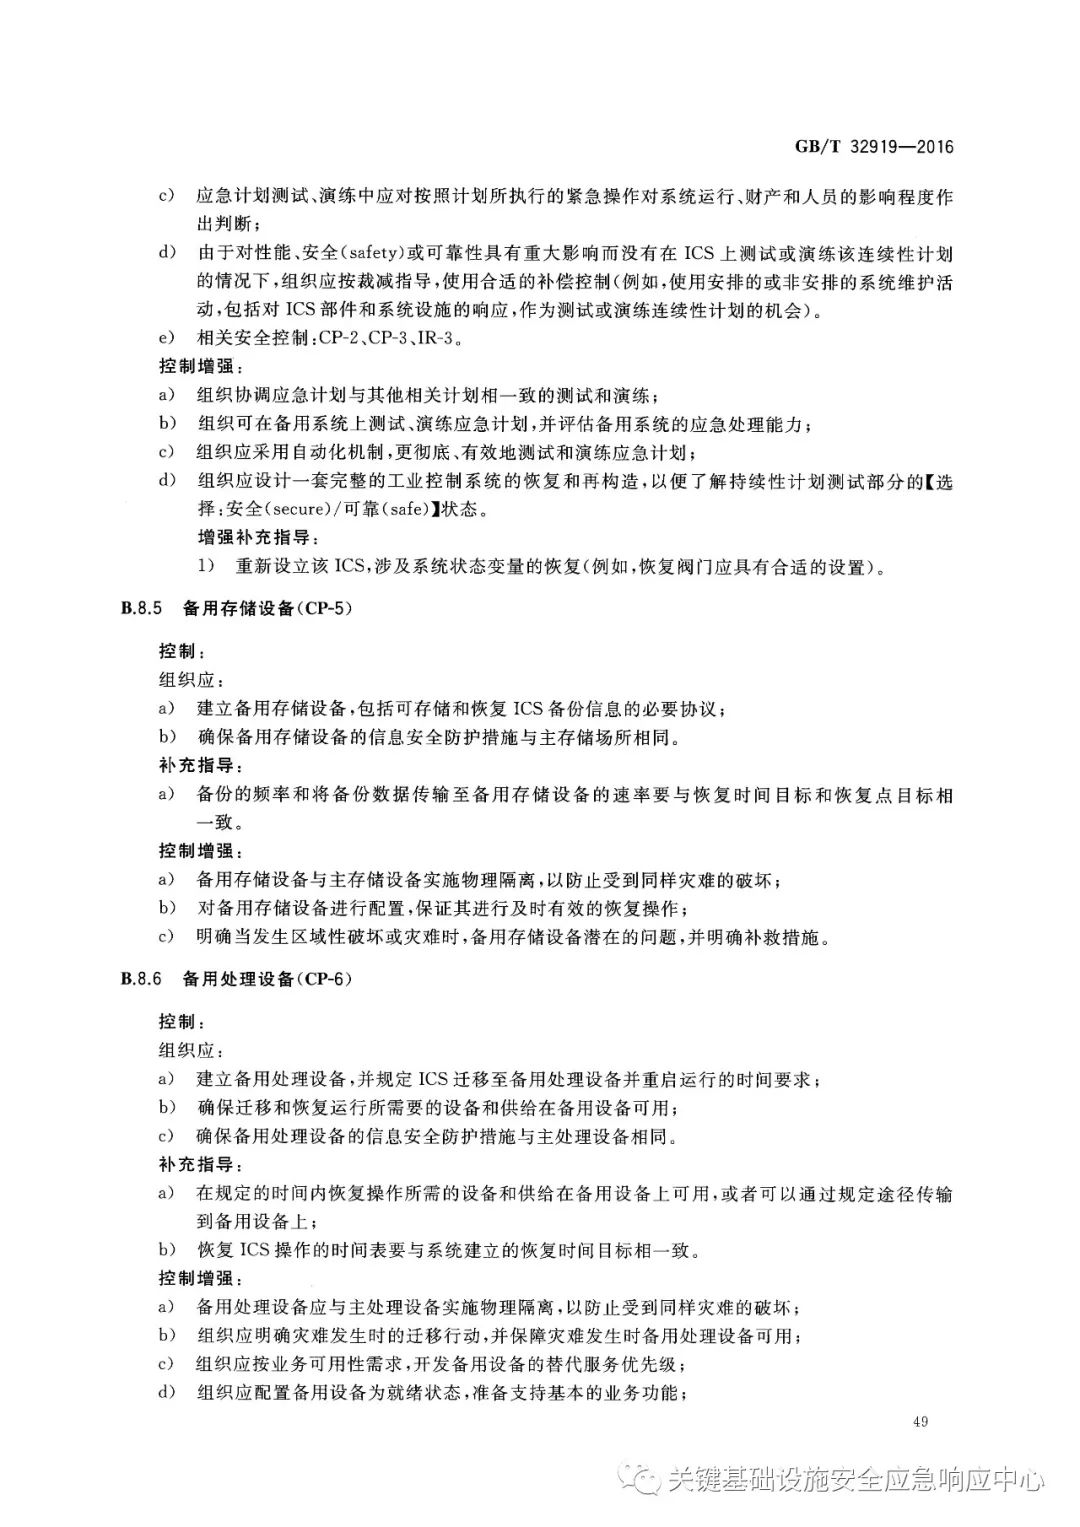 GB/T 32919—2016
c) 应急计划测试、演练中应对按照计划所执行的紧急操作对系统运行、财产和人员的影响程度作
出判断；
d) 由于对性能、安全(safety)或可靠性具有重大影响而没有在 ICS 上测试或演练该连续性计划
的情况下,组织应按裁减指导,使用合适的补偿控制(例如,使用安排的或非安排的系统维护活
动,包括对 ICS 部件和系统设施的响应,作为测试或演练连续性计划的机会)。
e) 相关安全控制:CP-2、CP-3、IR-3。
控制增强：
a) 组织协调应急计划与其他相关计划相一致的测试和演练；
b) 组织可在备用系统上测试、演练应急计划,并评估备用系统的应急处理能力；
c) 组织应采用自动化机制,更彻底、有效地测试和演练应急计划；
d) 组织应设计一套完整的工业控制系统的恢复和再构造,以便了解持续性计划测试部分的【选
择:安全(secure)/可靠(safe)】状态。
增强补充指导：
1) 重新设立该 ICS,涉及系统状态变量的恢复(例如,恢复阀门应具有合适的设置)。
B.8.5 备用存储设备(CP-5)
控制：
组织应：
a) 建立备用存储设备,包括可存储和恢复 ICS 备份信息的必要协议；
b) 确保备用存储设备的信息安全防护措施与主存储场所相同。
补充指导：
a) 备份的频率和将备份数据传输至备用存储设备的速率要与恢复时间目标和恢复点目标相
一致。
控制增强：
a) 备用存储设备与主存储设备实施物理隔离,以防止受到同样灾难的破坏；
b) 对备用存储设备进行配置,保证其进行及时有效的恢复操作；
c) 明确当发生区域性破坏或灾难时,备用存储设备潜在的问题,并明确补救措施。
B.8.6 备用处理设备(CP-6)
控制：
组织应：
a) 建立备用处理设备,并规定 ICS 迁移至备用处理设备并重启运行的时间要求；
b) 确保迁移和恢复运行所需要的设备和供给在备用设备可用；
c) 确保备用处理设备的信息安全防护措施与主处理设备相同。
补充指导：
a) 在规定的时间内恢复操作所需的设备和供给在备用设备上可用,或者可以通过规定途径传输
到备用设备上；
b) 恢复 ICS 操作的时间表要与系统建立的恢复时间目标相一致。
控制增强：
a) 备用处理设备应与主处理设备实施物理隔离,以防止受到同样灾难的破坏；
b) 组织应明确灾难发生时的迁移行动,并保障灾难发生时备用处理设备可用；
c) 组织应按业务可用性需求,开发备用设备的替代服务优先级；
d) 组织应配置备用设备为就绪状态,准备支持基本的业务功能；
49
关键基础设施安全应急响应中心